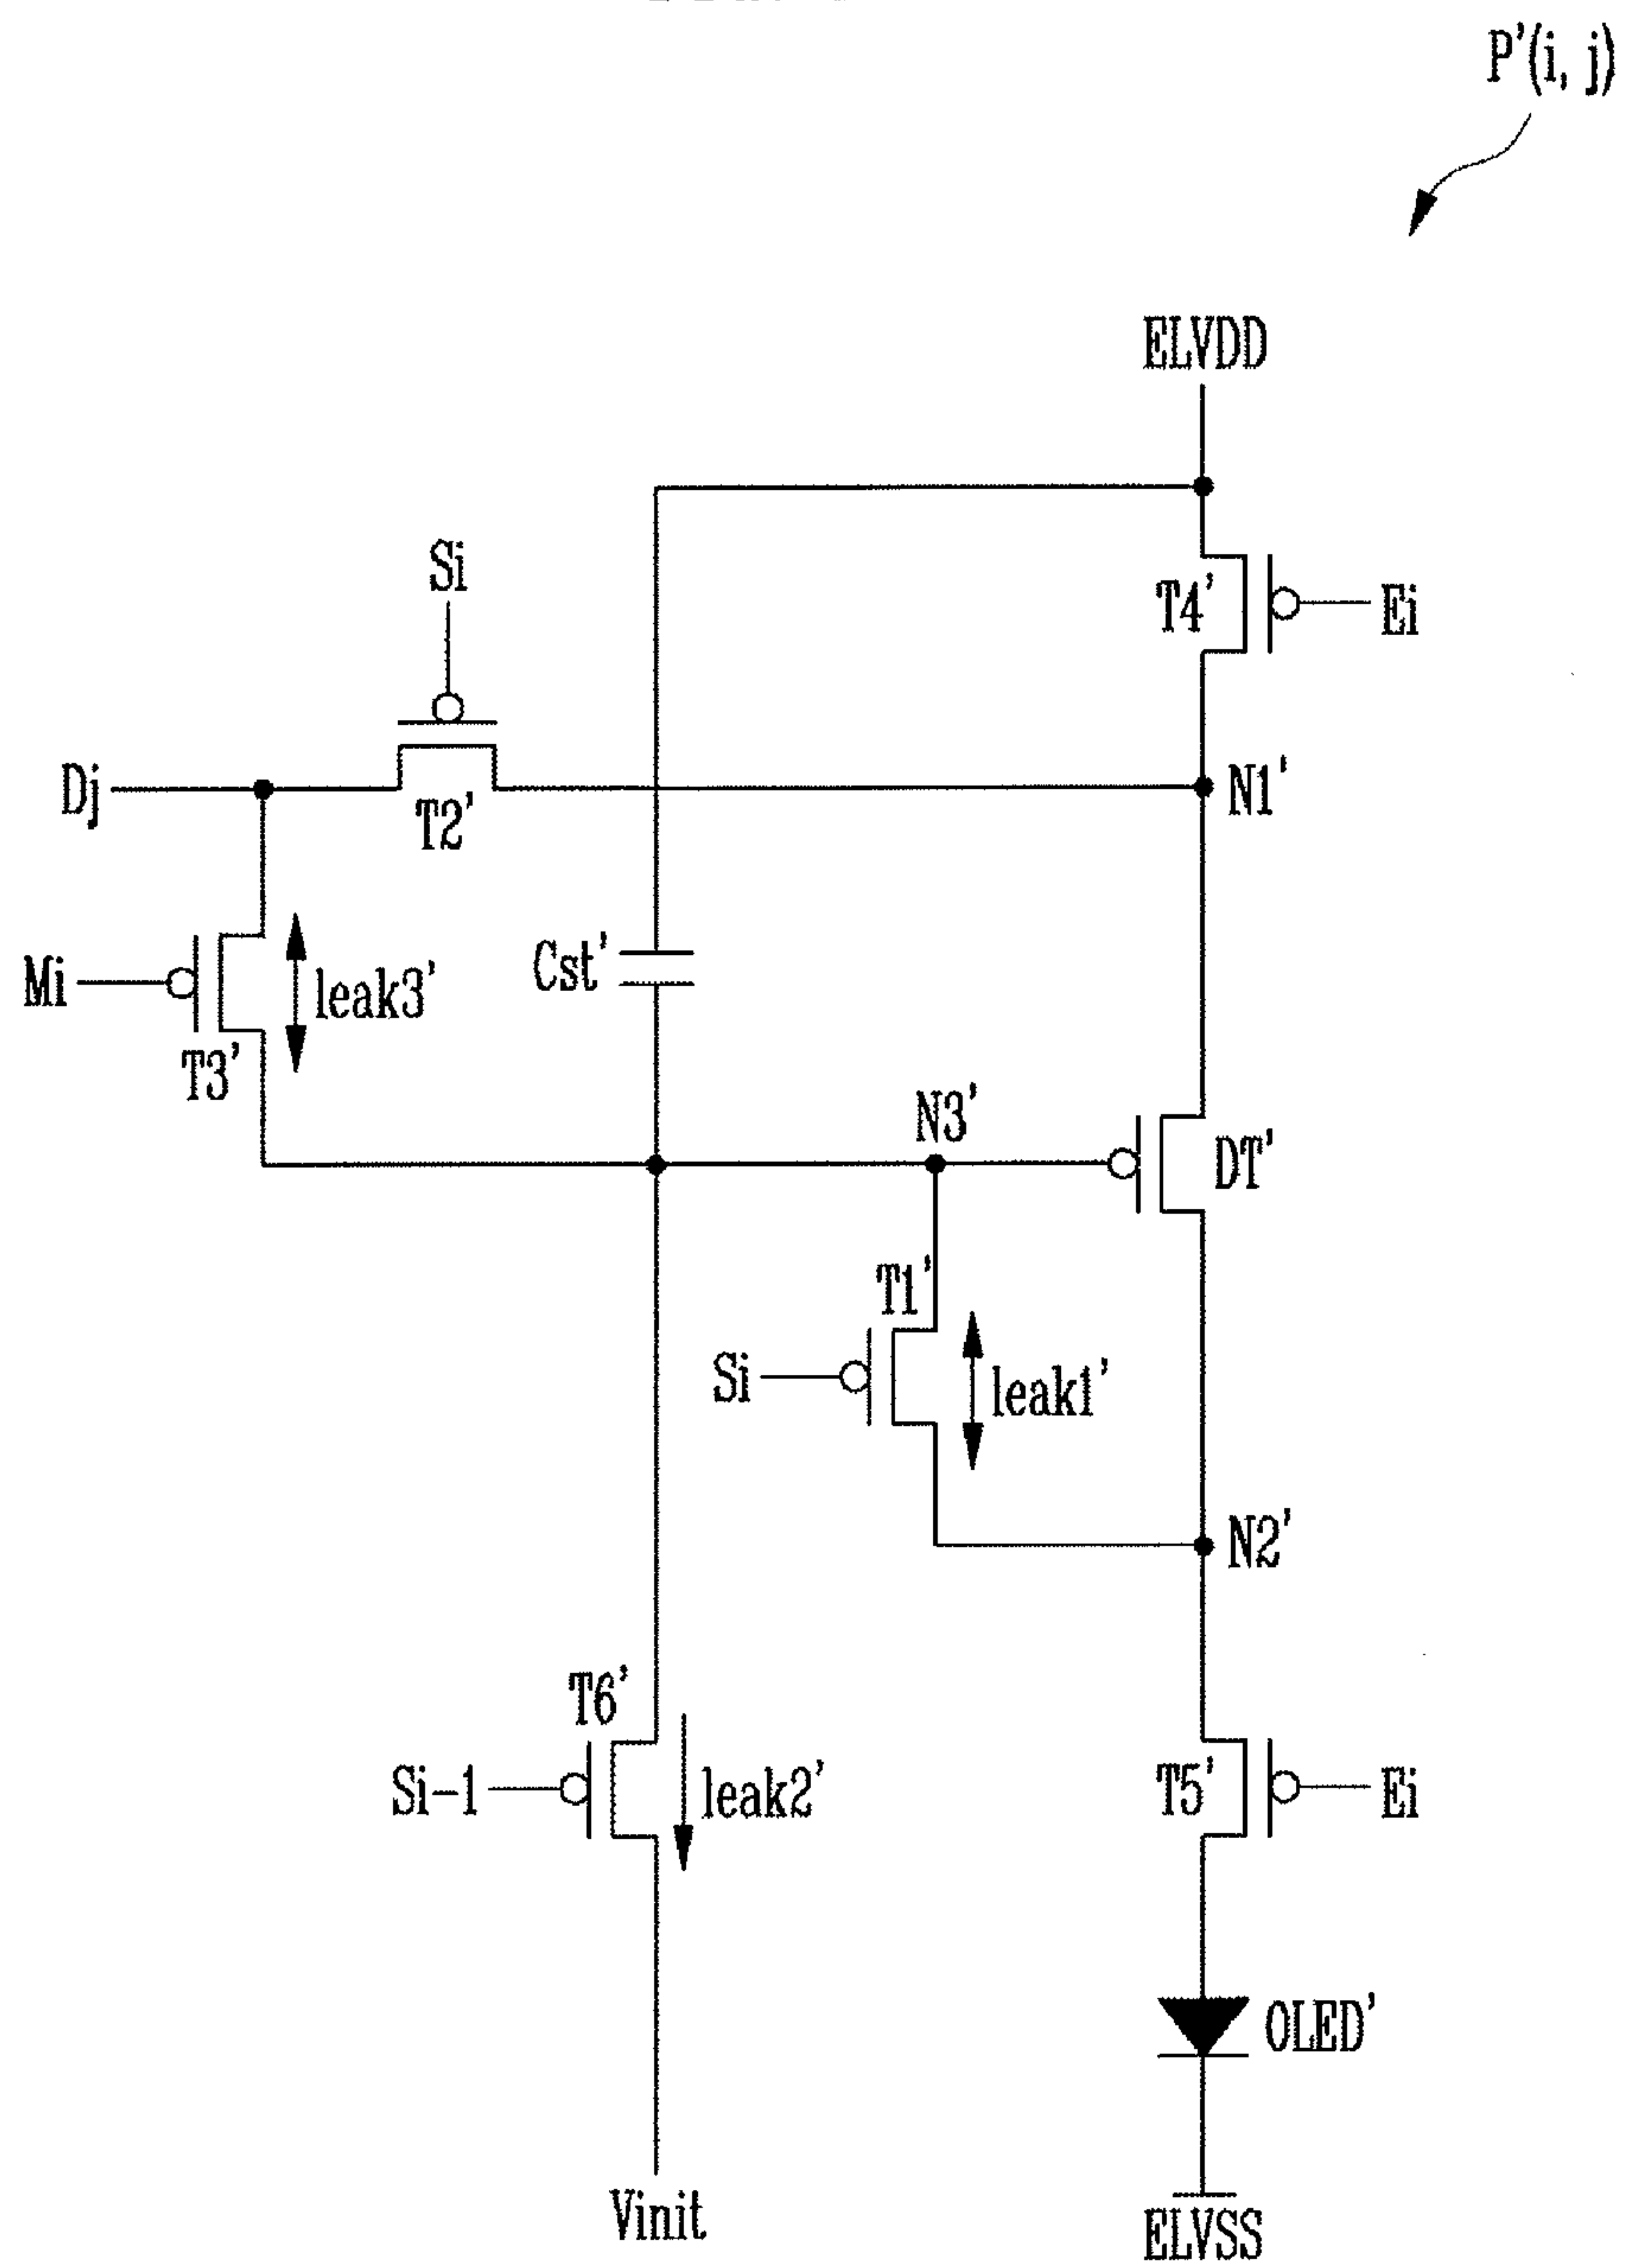 P'(i, j)
ELVDD
Si
T4'
Ei
Dj
T2'
N1'
Mi
leak3'
Cst'
T3'
N3'
DT'
T1'
Si
leak1'
N2'
T6'
Si-1
leak2'
T5'
Ei
OLED'
Vinit
ELVSS